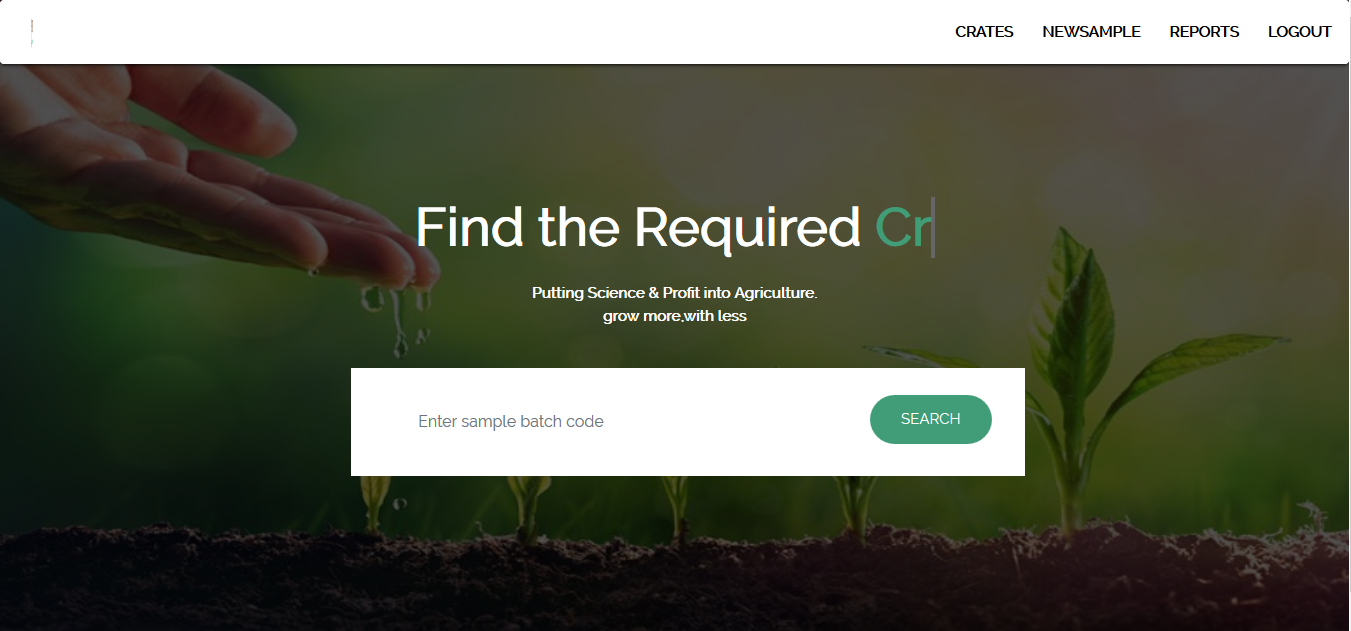 CRATES NEWSAMPLE REPORTS LOGOUT
Find the Required Cr
Putting Science & Profit into Agriculture.
grow more,with less
Enter sample batch code
SEARCH